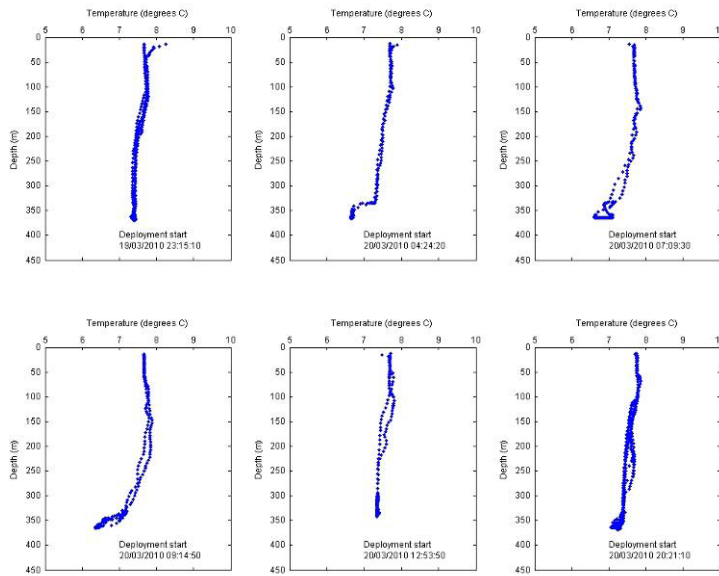 Temperature (degrees C)
5 6 7 8 9 10
0
50
100
150
200
250
300
350
400
450
Depth (m)
Deployment start
19/03/2010 23:15:10
Temperature (degrees C)
5 6 7 8 9 10
0
50
100
150
200
250
300
350
400
450
Depth (m)
Deployment start
20/03/2010 04:24:20
Temperature (degrees C)
5 6 7 8 9 10
0
50
100
150
200
250
300
350
400
450
Depth (m)
Deployment start
20/03/2010 07:09:30
Temperature (degrees C)
5 6 7 8 9 10
0
50
100
150
200
250
300
350
400
450
Depth (m)
Deployment start
20/03/2010 09:14:50
Temperature (degrees C)
5 6 7 8 9 10
0
50
100
150
200
250
300
350
400
450
Depth (m)
Deployment start
20/03/2010 12:53:50
Temperature (degrees C)
5 6 7 8 9 10
0
50
100
150
200
250
300
350
400
450
Depth (m)
Deployment start
20/03/2010 20:21:10